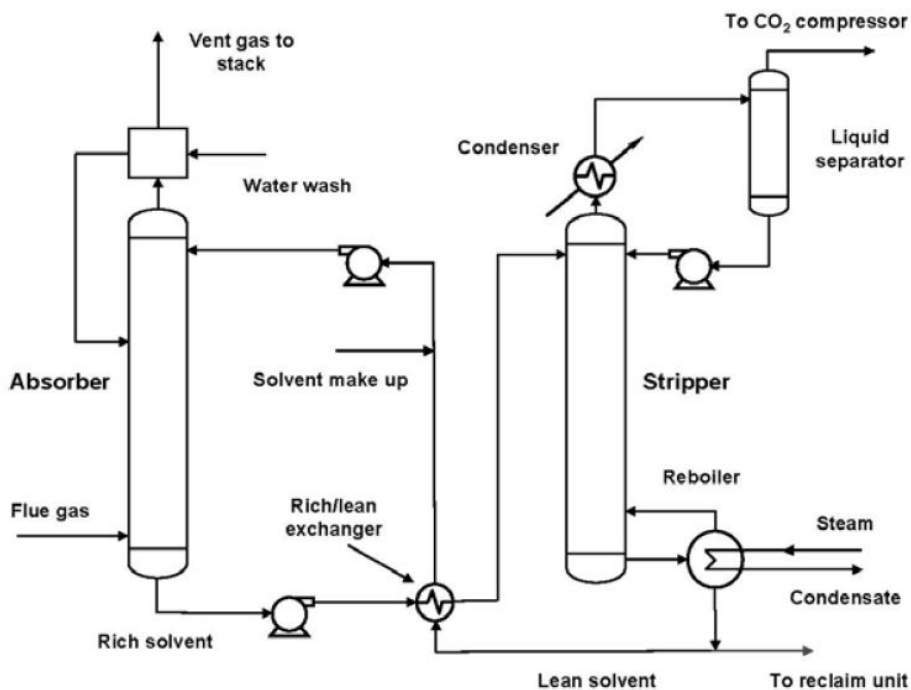 To CO₂ compressor
Vent gas to
stack
Condenser
Liquid
separator
Water wash
Absorber
Solvent make up
Stripper
Reboiler
Flue gas
Rich/lean
exchanger
Steam
Condensate
Rich solvent
Lean solvent
To reclaim unit